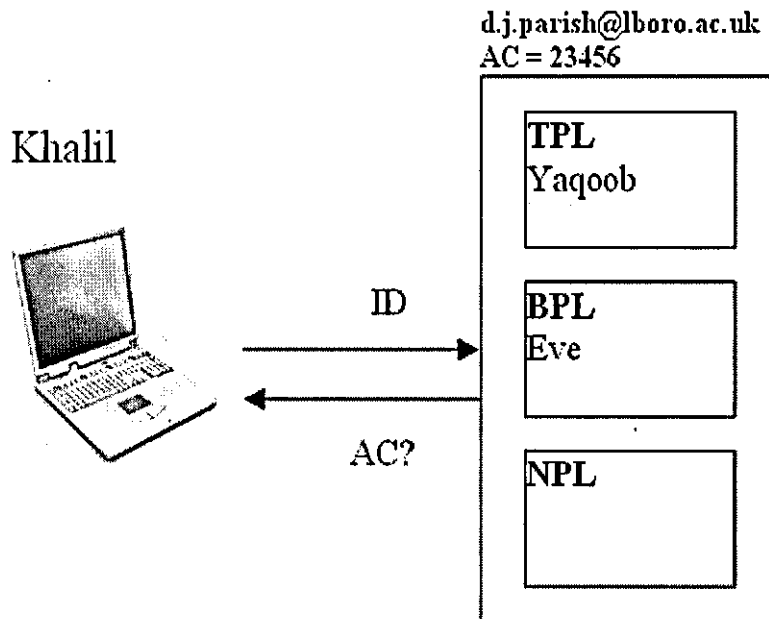 d.j.parish@lboro.ac.uk
AC = 23456
Khalil
TPL
Yaqoob
ID
BPL
Eve
AC?
NPL